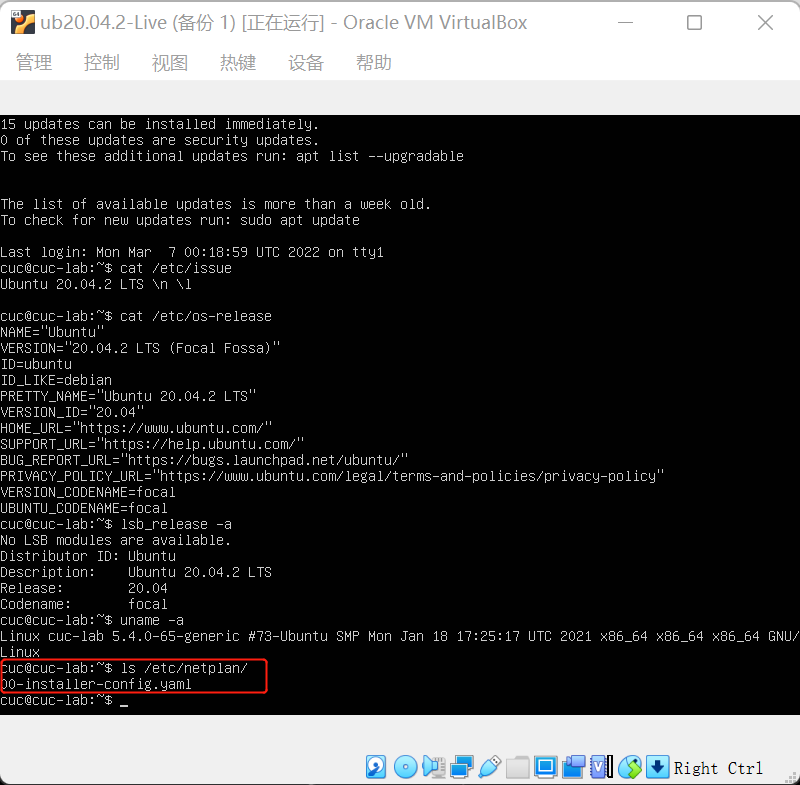 ub20.04.2-Live (备份 1) [正在运行] - Oracle VM VirtualBox
管理 控制 视图 热键 设备 帮助
15 updates can be installed immediately.
0 of these updates are security updates.
To see these additional updates run: apt list --upgradable
The list of available updates is more than a week old.
To check for new updates run: sudo apt update
Last login: Mon Mar  7 00:18:59 UTC 2022 on tty1
cuc@cuc-lab:~$ cat /etc/issue
Ubuntu 20.04.2 LTS \n \l
cuc@cuc-lab:~$ cat /etc/os-release
NAME="Ubuntu"
VERSION="20.04.2 LTS (Focal Fossa)"
ID=ubuntu
ID_LIKE=debian
PRETTY_NAME="Ubuntu 20.04.2 LTS"
VERSION_ID="20.04"
HOME_URL="https://www.ubuntu.com/"
SUPPORT_URL="https://help.ubuntu.com/"
BUG_REPORT_URL="https://bugs.launchpad.net/ubuntu/"
PRIVACY_POLICY_URL="https://www.ubuntu.com/legal/terms-and-policies/privacy-policy"
VERSION_CODENAME=focal
UBUNTU_CODENAME=focal
cuc@cuc-lab:~$ lsb_release -a
No LSB modules are available.
Distributor ID: Ubuntu
Description:    Ubuntu 20.04.2 LTS
Release:        20.04
Codename:       focal
cuc@cuc-lab:~$ uname -a
Linux cuc-lab 5.4.0-65-generic #73-Ubuntu SMP Mon Jan 18 17:25:17 UTC 2021 x86_64 x86_64 x86_64 GNU/
Linux
cuc@cuc-lab:~$ ls /etc/netplan/
00-installer-config.yaml
cuc@cuc-lab:~$ _
Right Ctrl